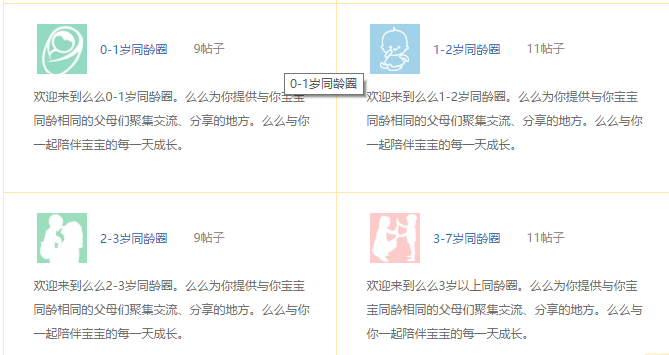 0-1岁同龄圈 9帖子
0-1岁同龄圈
欢迎来到么么0-1岁同龄圈。么么为你提供与你宝宝
同龄相同的父母们聚集交流、分享的地方。么么与你
一起陪伴宝宝的每一天成长。
1-2岁同龄圈 11帖子
欢迎来到么么1-2岁同龄圈。么么为你提供与你宝宝
同龄相同的父母们聚集交流、分享的地方。么么与你
一起陪伴宝宝的每一天成长。
2-3岁同龄圈 9帖子
欢迎来到么么2-3岁同龄圈。么么为你提供与你宝宝
同龄相同的父母们聚集交流、分享的地方。么么与你
一起陪伴宝宝的每一天成长。
3-7岁同龄圈 11帖子
欢迎来到么么3岁以上同龄圈。么么为你提供与你宝
宝同龄相同的父母们聚集交流、分享的地方。么么与
你一起陪伴宝宝的每一天成长。